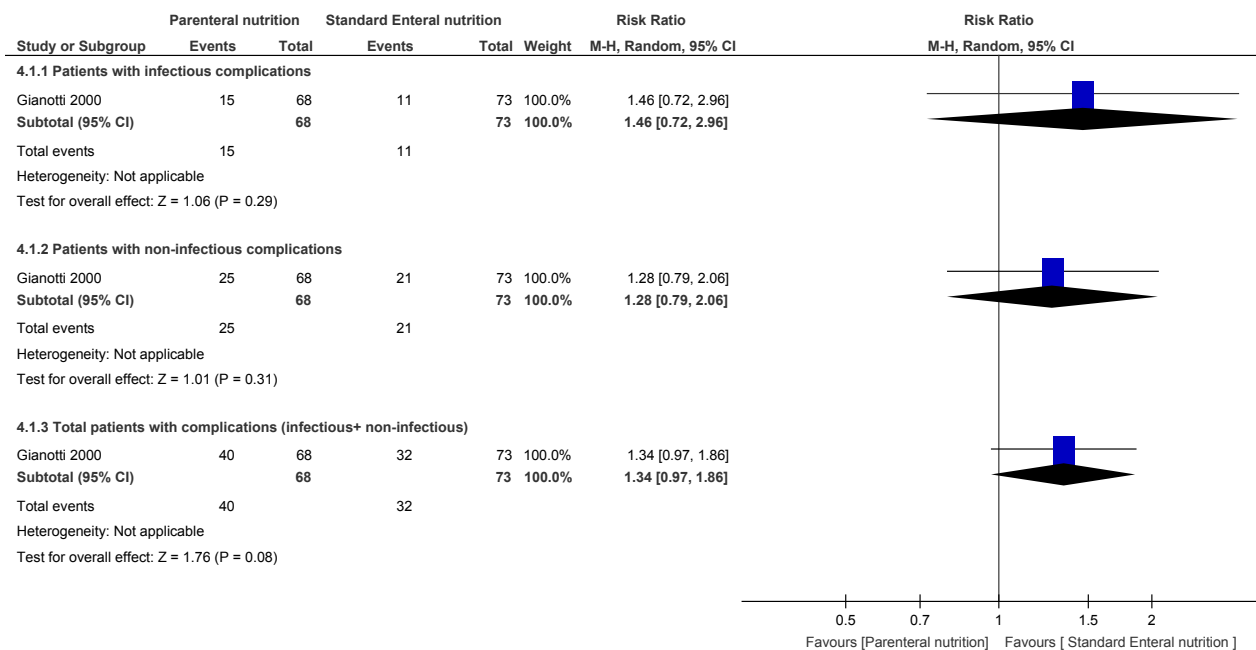 Parenteral nutrition Standard Enteral nutrition Risk Ratio Risk Ratio
Study or Subgroup Events Total Events Total Weight M-H, Random, 95% CI M-H, Random, 95% CI
4.1.1 Patients with infectious complications
Gianotti 2000 15 68 11 73 100.0% 1.46 [0.72, 2.96]
Subtotal (95% CI) 68 73 100.0% 1.46 [0.72, 2.96]
Total events 15 11
Heterogeneity: Not applicable
Test for overall effect: Z = 1.06 (P = 0.29)
4.1.2 Patients with non-infectious complications
Gianotti 2000 25 68 21 73 100.0% 1.28 [0.79, 2.06]
Subtotal (95% CI) 68 73 100.0% 1.28 [0.79, 2.06]
Total events 25 21
Heterogeneity: Not applicable
Test for overall effect: Z = 1.01 (P = 0.31)
4.1.3 Total patients with complications (infectious+ non-infectious)
Gianotti 2000 40 68 32 73 100.0% 1.34 [0.97, 1.86]
Subtotal (95% CI) 68 73 100.0% 1.34 [0.97, 1.86]
Total events 40 32
Heterogeneity: Not applicable
Test for overall effect: Z = 1.76 (P = 0.08)
0.5 0.7 1 1.5 2
Favours [Parenteral nutrition] Favours [ Standard Enteral nutrition ]